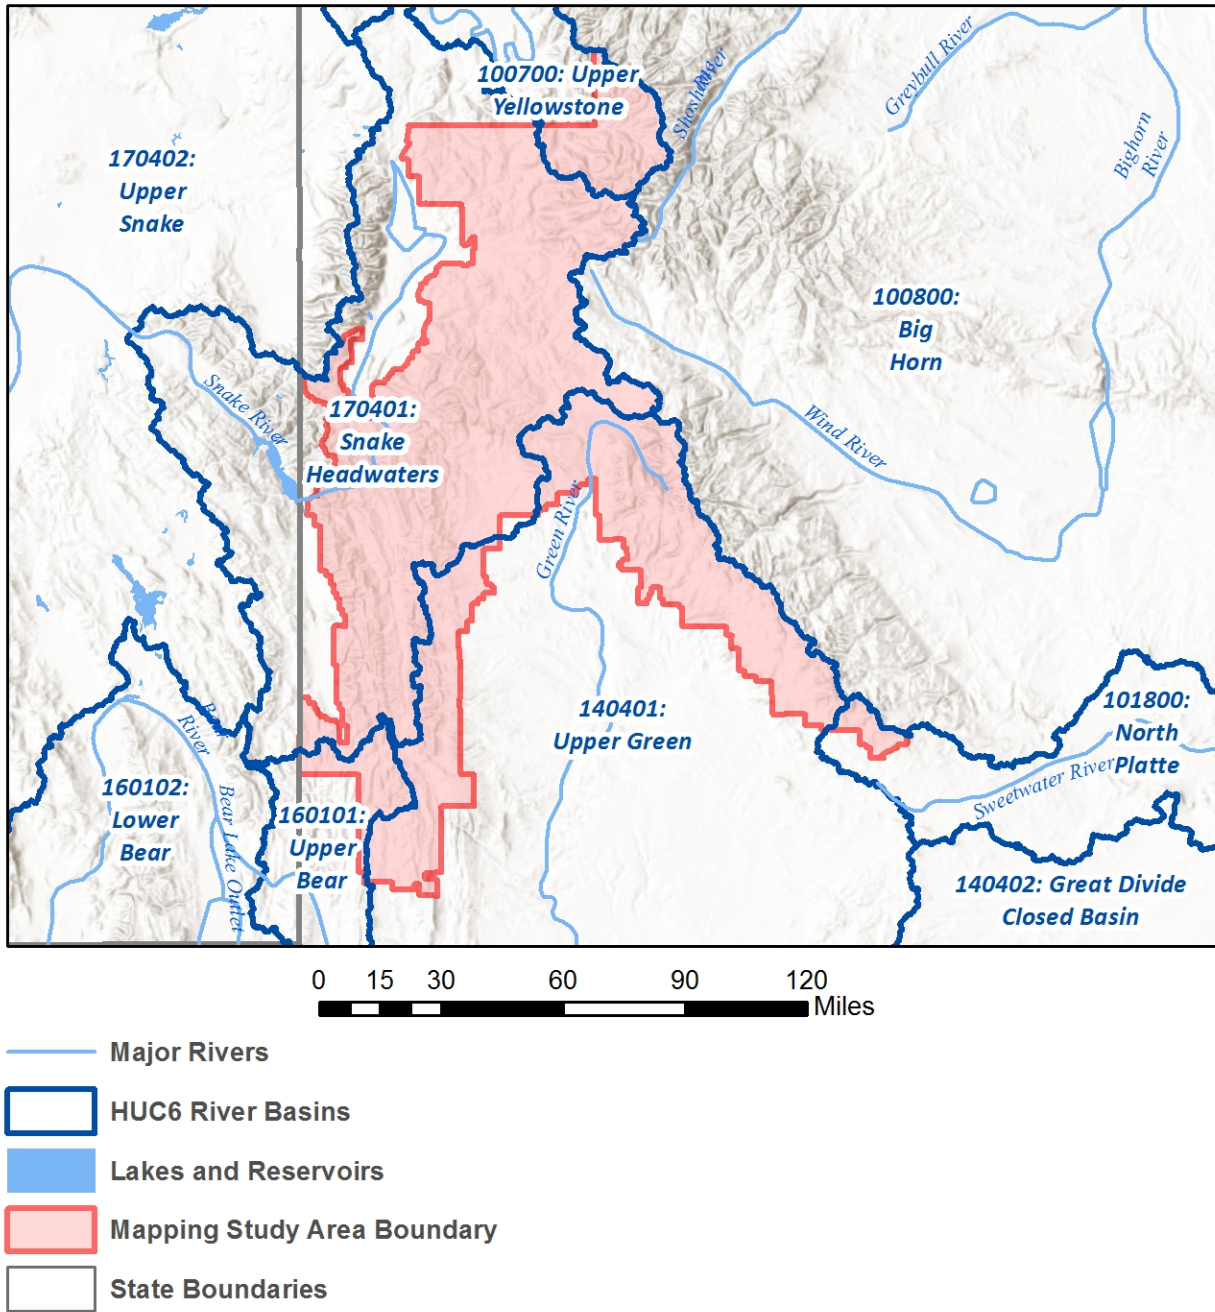 100700: Upper
Yellowstone
Shoshone River
Greybull River
Bighorn
River
170402:
Upper
Snake
100800:
Big
Horn
Snake River
170401:
Snake
Headwaters
Wind River
Green River
140401:
Upper Green
101800:
North
Platte
Sweetwater River
Bear
River
160102:
Lower
Bear
Bear Lake Outlet
160101:
Upper
Bear
140402: Great Divide
Closed Basin
0 15 30 60 90 120
Miles
Major Rivers
HUC6 River Basins
Lakes and Reservoirs
Mapping Study Area Boundary
State Boundaries